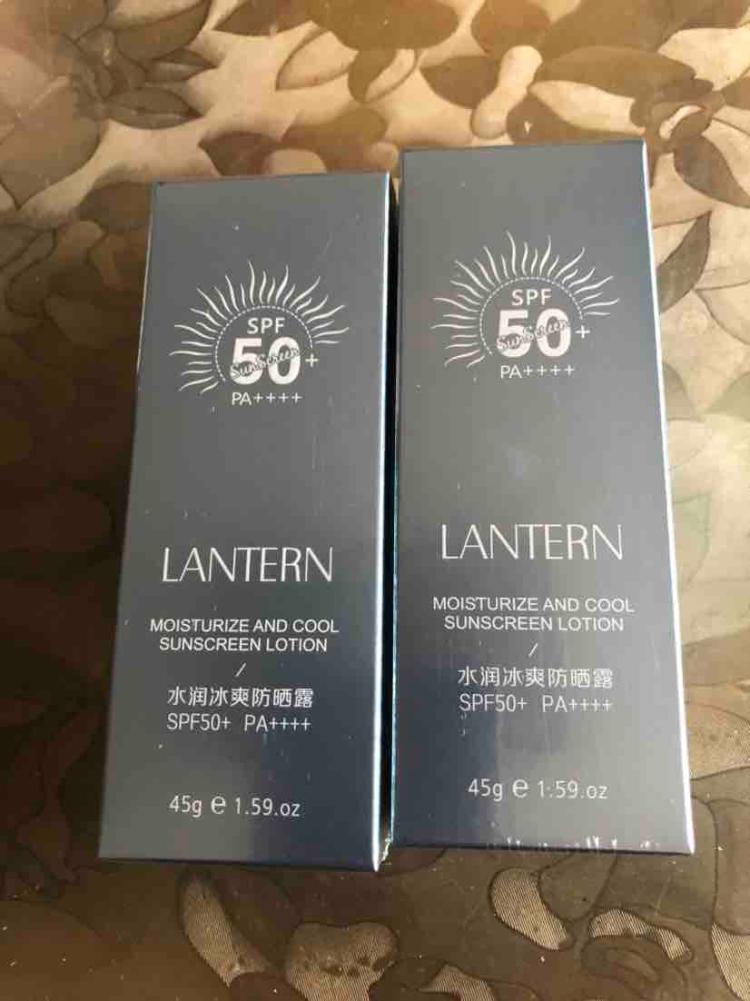 SPF
50+
SunScreen
PA++++
LANTERN
MOISTURIZE AND COOL
SUNSCREEN LOTION
/
水润冰爽防晒露
SPF50+ PA++++
45g e 1.59.oz
SPF
50+
SunScreen
PA++++
LANTERN
MOISTURIZE AND COOL
SUNSCREEN LOTION
/
水润冰爽防晒露
SPF50+ PA++++
45g e 1.59.oz